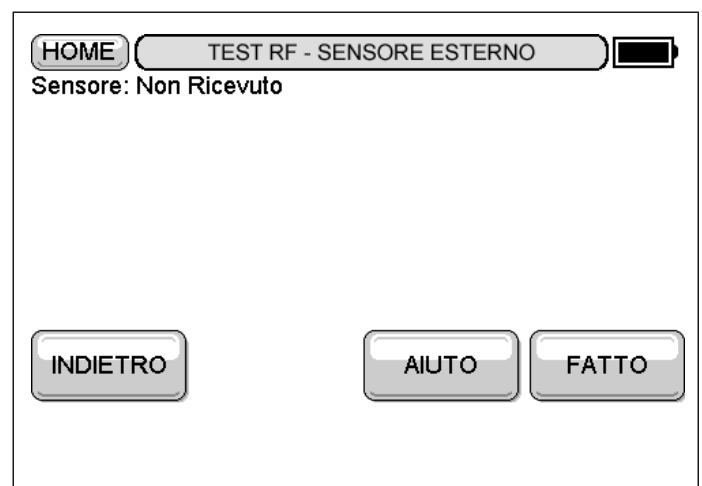 HOME TEST RF - SENSORE ESTERNO
Sensore: Non Ricevuto
INDIETRO AIUTO FATTO